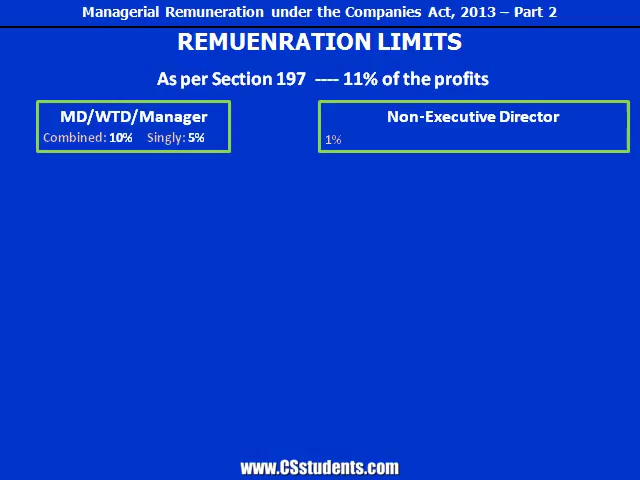 Managerial Remuneration under the Companies Act, 2013 – Part 2
REMUENRATION LIMITS
As per Section 197 ---- 11% of the profits
MD/WTD/Manager
Combined: 10% Singly: 5%
Non-Executive Director
1%
www.CSstudents.com